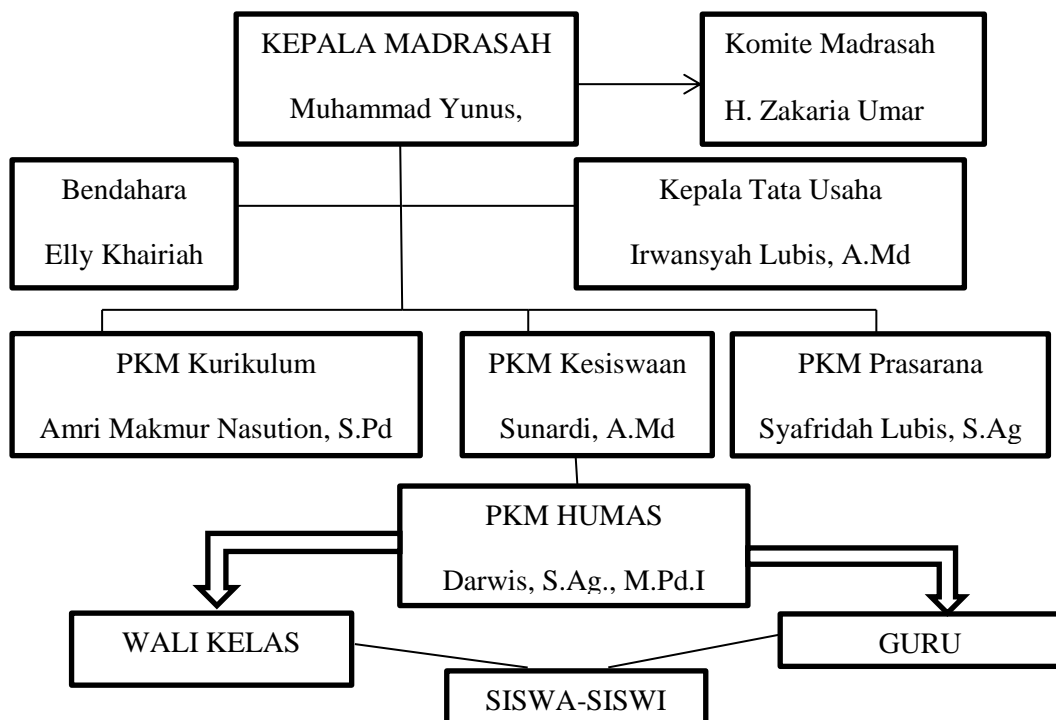 KEPALA MADRASAH
Muhammad Yunus,
Komite Madrasah
H. Zakaria Umar
Bendahara
Elly Khairiah
Kepala Tata Usaha
Irwansyah Lubis, A.Md
PKM Kurikulum
Amri Makmur Nasution, S.Pd
PKM Kesiswaan
Sunardi, A.Md
PKM Prasarana
Syafridah Lubis, S.Ag
PKM HUMAS
Darwis, S.Ag., M.Pd.I
WALI KELAS
GURU
SISWA-SISWI